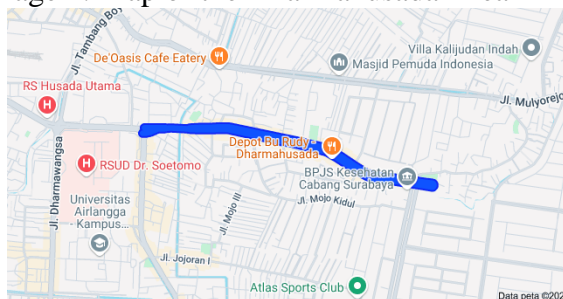 Jl. Tambang Boyo
De'Oasis Cafe Eatery
Villa Kalijudan Indah
Masjid Pemuda Indonesia
RS Husada Utama
Jl. Mulyorejo
Depot Bu Rudy -
Dharmahusada
RSUD Dr. Soetomo
Jl. Dharmawangsa
BPJS Kesehatan
Cabang Surabaya
Universitas
Airlangga
- Kampus...
Jl. Mojo III
Jl. Mojo Kidul
Jl. Jojoran I
Atlas Sports Club
Data peta ©202